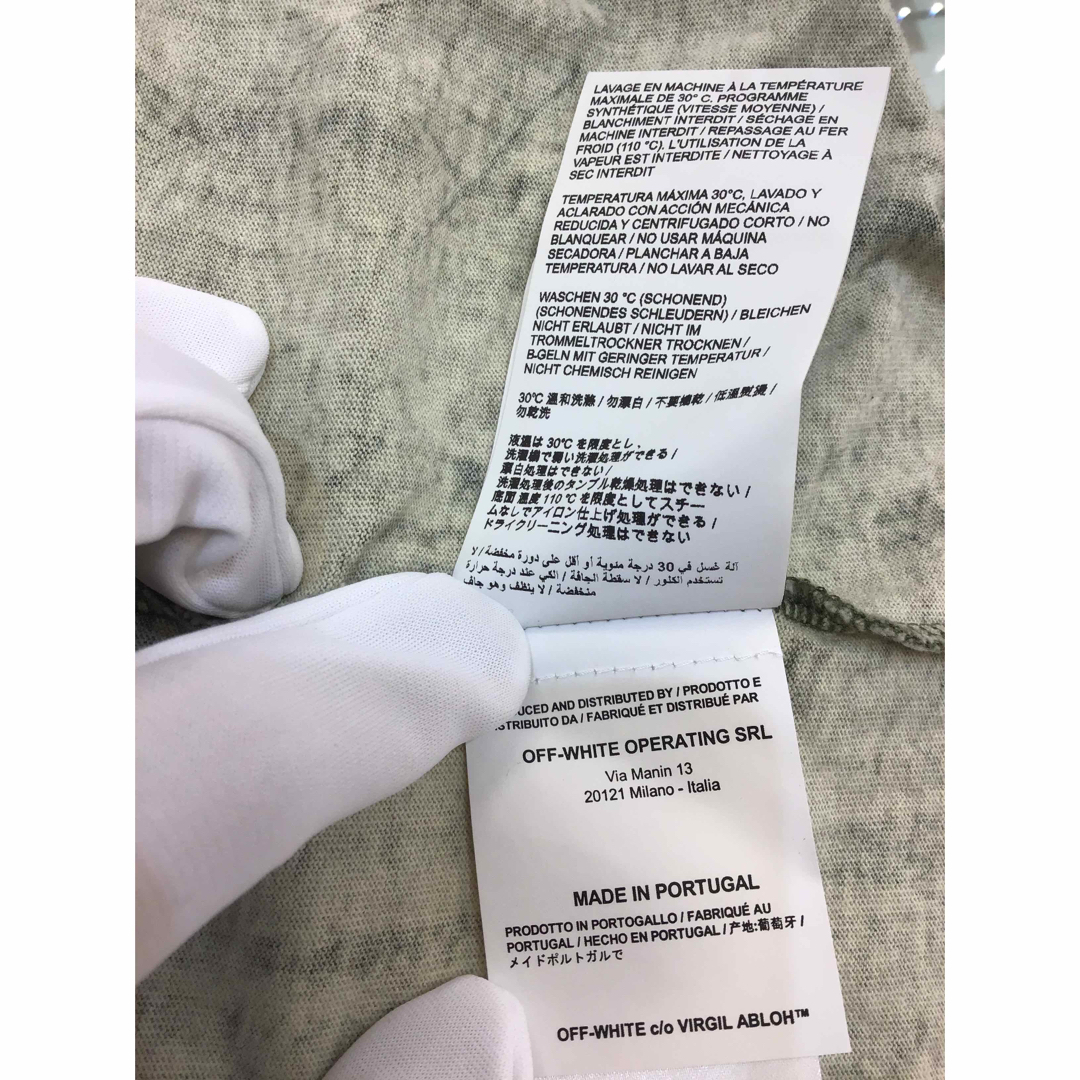 LAVAGE EN MACHINE À LA TEMPÉRATURE
MAXIMALE DE 30° C. PROGRAMME
SYNTHÉTIQUE (VITESSE MOYENNE) /
BLANCHIMENT INTERDIT / SÉCHAGE EN
MACHINE INTERDIT / REPASSAGE AU FER
FROID (110 °C). L'UTILISATION DE LA
VAPEUR EST INTERDITE / NETTOYAGE À
SEC INTERDIT
TEMPERATURA MÁXIMA 30°C, LAVADO Y
ACLARADO CON ACCIÓN MECÁNICA
REDUCIDA Y CENTRIFUGADO CORTO / NO
BLANQUEAR / NO USAR MÁQUINA
SECADORA / PLANCHAR A BAJA
TEMPERATURA / NO LAVAR AL SECO
WASCHEN 30 °C (SCHONEND)
(SCHONENDES SCHLEUDERN) / BLEICHEN
NICHT ERLAUBT / NICHT IM
TROMMELTROCKNER TROCKNEN /
B-GELN MIT GERINGER TEMPERATUR /
NICHT CHEMISCH REINIGEN
30℃ 温和洗滌 / 勿漂白 / 不要攪乾 / 低溫熨燙 /
勿乾洗
液温は 30℃ を限度とし、
洗濯機で弱い洗濯処理ができる /
漂白処理はできない /
洗濯処理後のタンブル乾燥処理はできない /
底面温度 110 ℃ を限度としてスチー
ムなしでアイロン仕上げ処理ができる /
ドライクリーニング処理はできない
آلة غسل في 30 درجة مئوية أو أقل على دورة مخفضة / لا
تستخدم الكلور / لا سقطة الجافة / الكي عند درجة حرارة
منخفضة / لا ينظف وهو جاف
UCED AND DISTRIBUTED BY / PRODOTTO E
STRIBUITO DA / FABRIQUÉ ET DISTRIBUÉ PAR
OFF-WHITE OPERATING SRL
Via Manin 13
20121 Milano - Italia
MADE IN PORTUGAL
PRODOTTO IN PORTOGALLO / FABRIQUÉ AU
PORTUGAL / HECHO EN PORTUGAL / 产地:葡萄牙 /
メイドポルトガルで
OFF-WHITE c/o VIRGIL ABLOH™